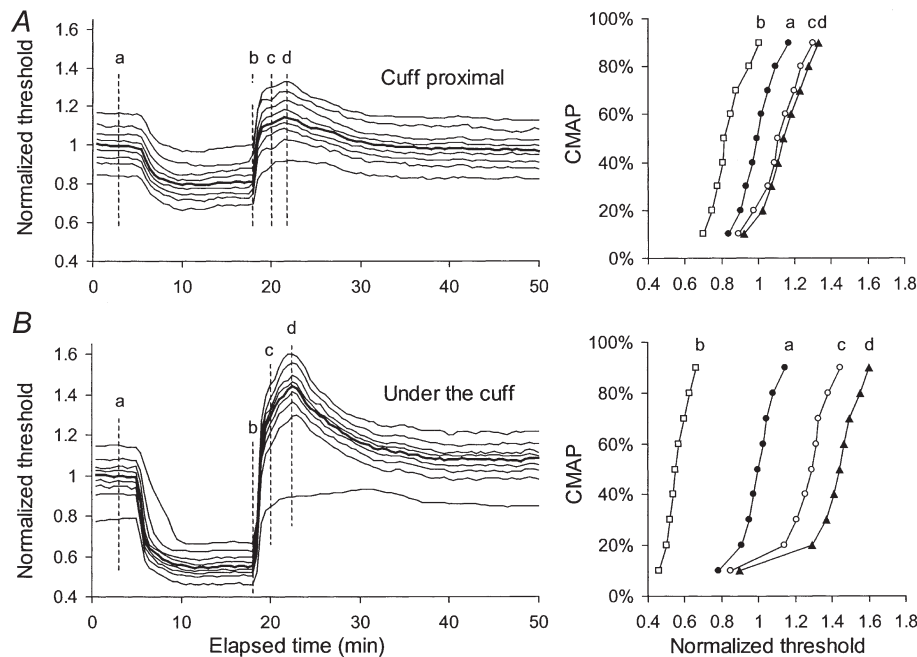 A
Normalized threshold
1.6
1.4
1.2
1
0.8
0.6
0.4
a
b c d
Cuff proximal
0 10 20 30 40 50
CMAP
90%
80%
60%
40%
20%
0%
b a cd
0.4 0.6 0.8 1 1.2 1.4 1.6 1.8
B
Normalized threshold
1.6
1.4
1.2
1
0.8
0.6
0.4
a
b
c
d
Under the cuff
0 10 20 30 40 50
Elapsed time (min)
CMAP
100%
80%
60%
40%
20%
0%
b a c d
0.4 0.6 0.8 1 1.2 1.4 1.6 1.8
Normalized threshold